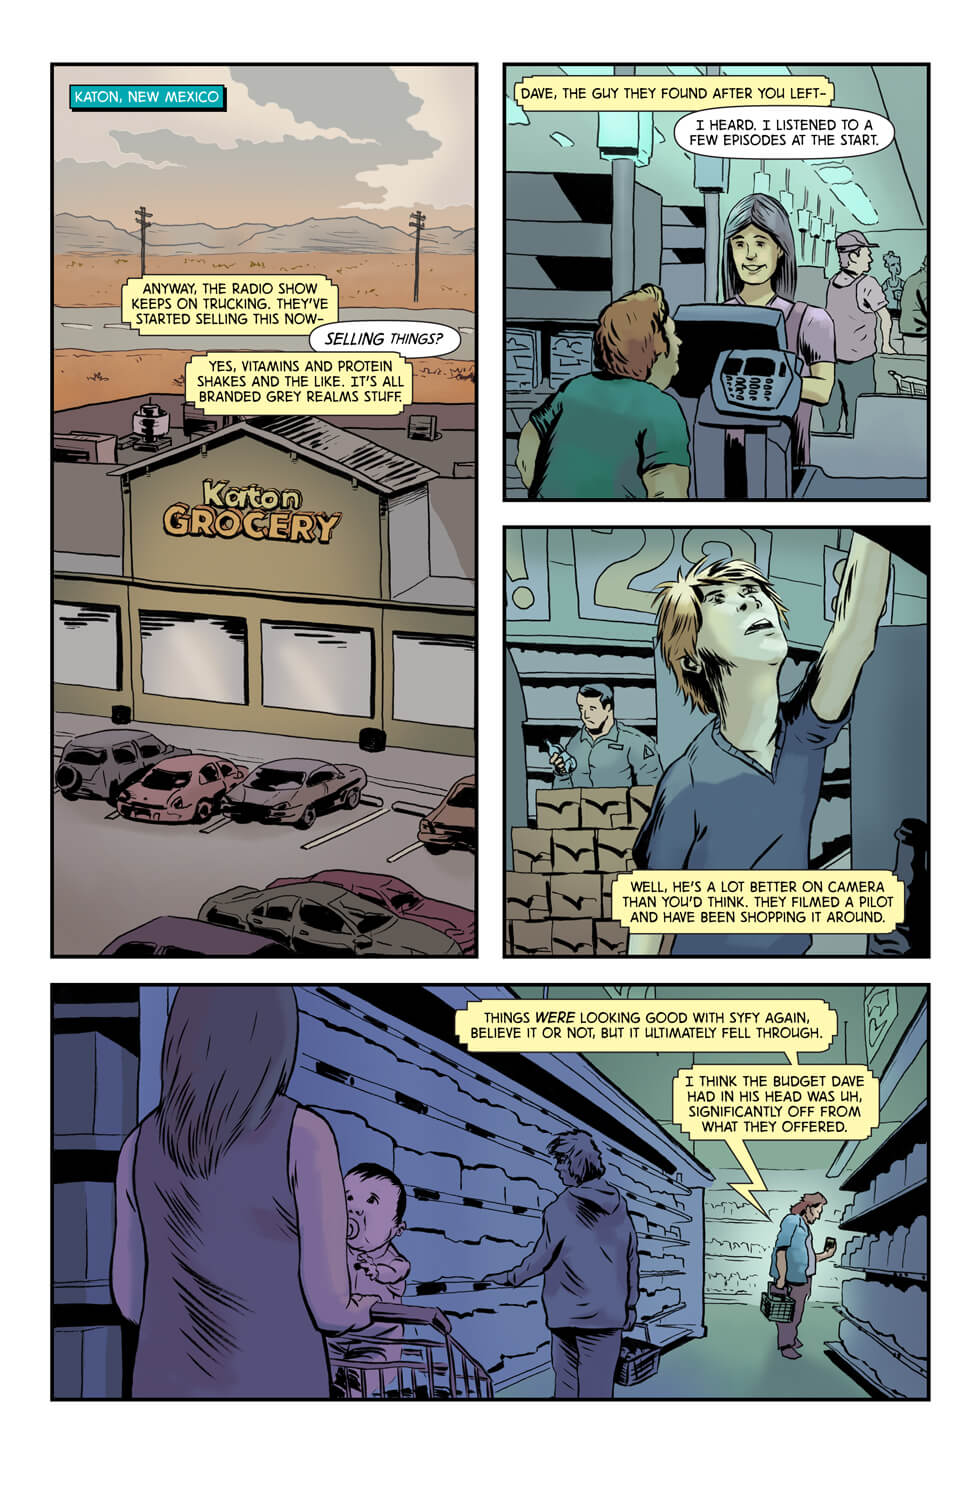 KATON, NEW MEXICO
ANYWAY, THE RADIO SHOW
KEEPS ON TRUCKING. THEY'VE
STARTED SELLING THIS NOW-
SELLING THINGS?
YES, VITAMINS AND PROTEIN
SHAKES AND THE LIKE. IT'S ALL
BRANDED GREY REALMS STUFF.
Katon
GROCERY
DAVE, THE GUY THEY FOUND AFTER YOU LEFT-
I HEARD. I LISTENED TO A
FEW EPISODES AT THE START.
! 2a
WELL, HE'S A LOT BETTER ON CAMERA
THAN YOU'D THINK. THEY FILMED A PILOT
AND HAVE BEEN SHOPPING IT AROUND.
THINGS WERE LOOKING GOOD WITH SYFY AGAIN,
BELIEVE IT OR NOT, BUT IT ULTIMATELY FELL THROUGH.
I THINK THE BUDGET DAVE
HAD IN HIS HEAD WAS UH,
SIGNIFICANTLY OFF FROM
WHAT THEY OFFERED.